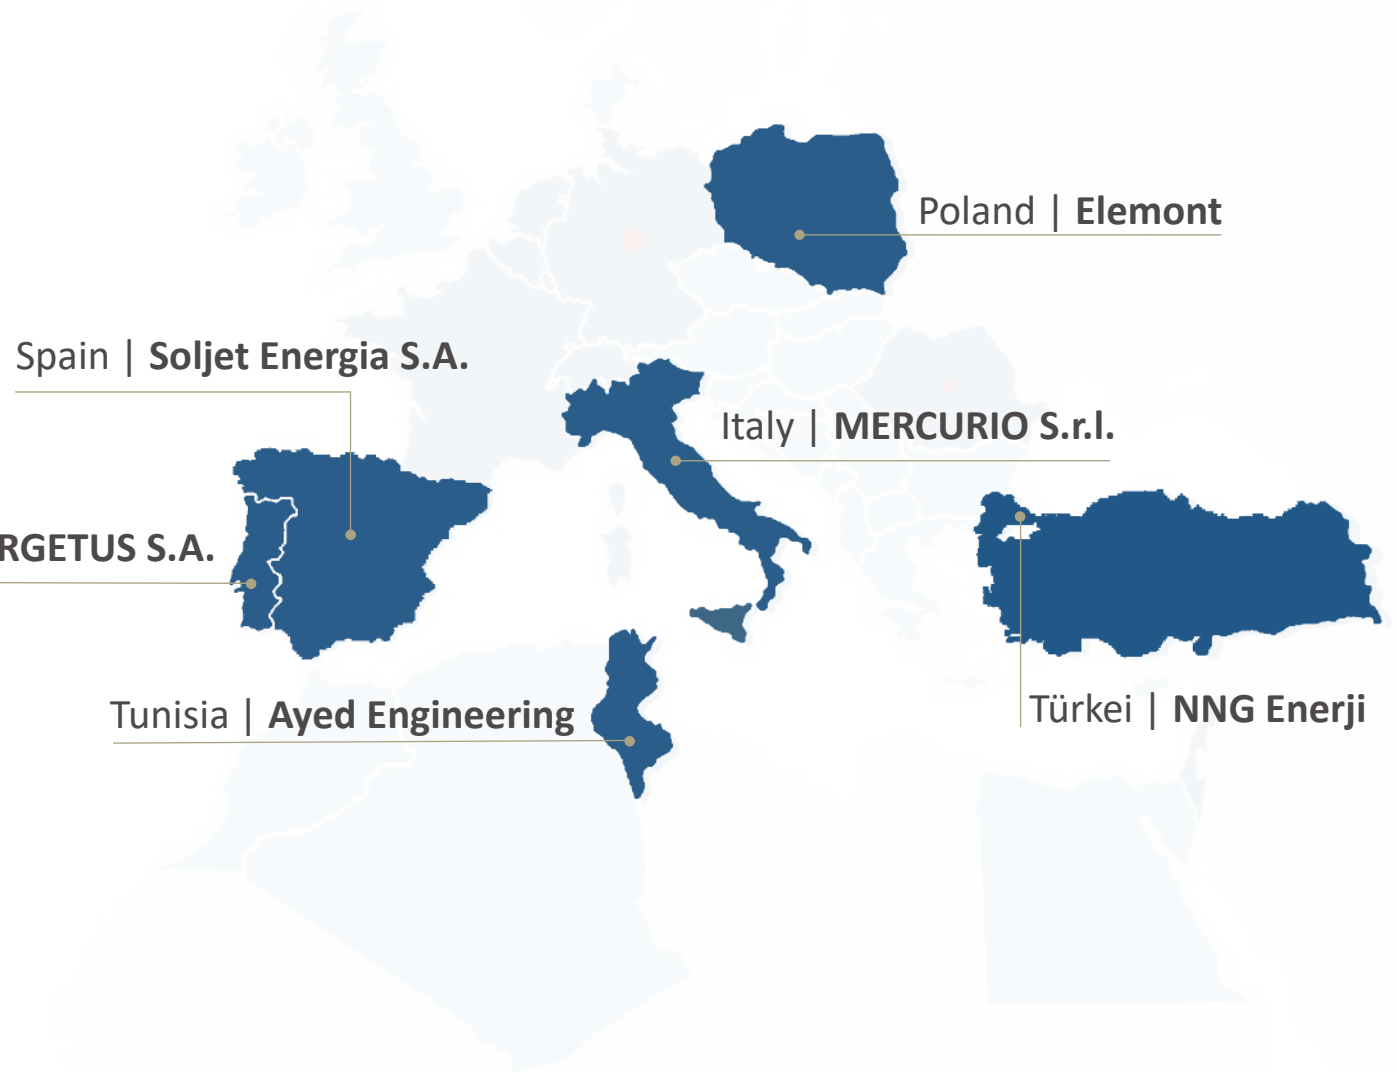 Poland | Elemont
Spain | Soljet Energia S.A.
Italy | MERCURIO S.r.l.
RGETUS S.A.
Tunisia | Ayed Engineering
Türkei | NNG Enerji